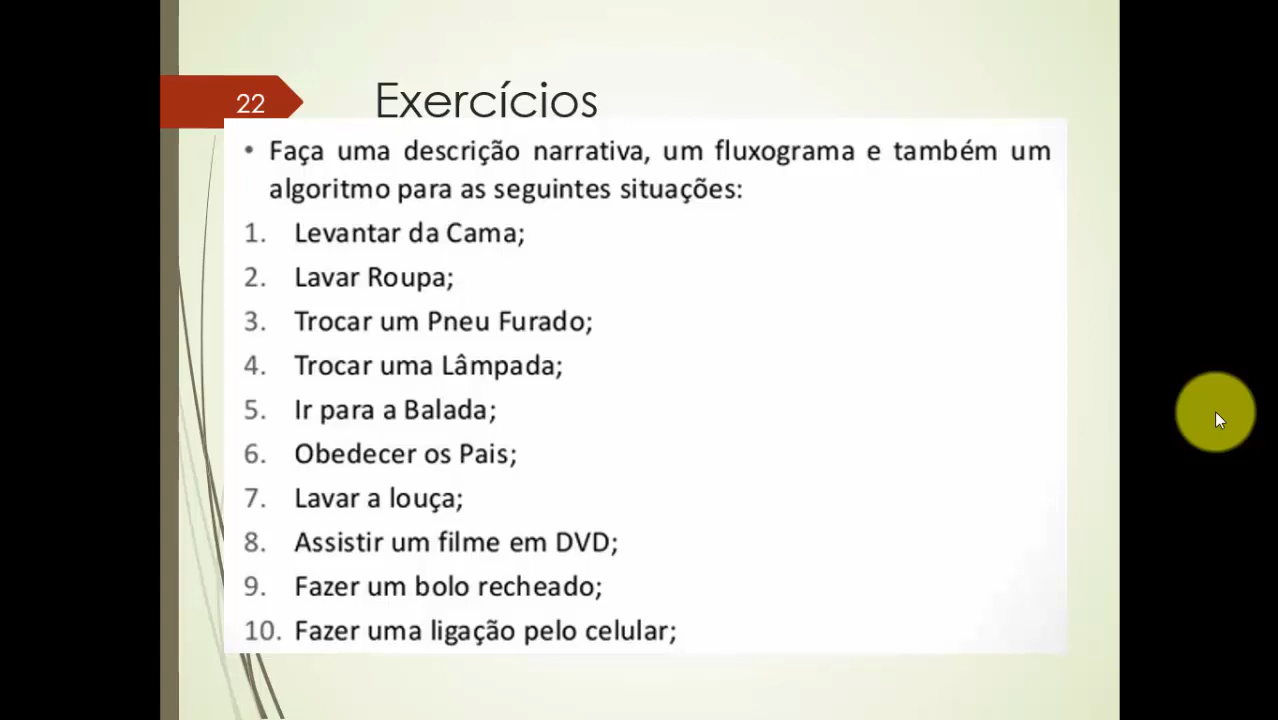 22
Exercícios
• Faça uma descrição narrativa, um fluxograma e também um
algoritmo para as seguintes situações:
1. Levantar da Cama;
2. Lavar Roupa;
3. Trocar um Pneu Furado;
4. Trocar uma Lâmpada;
5. Ir para a Balada;
6. Obedecer os Pais;
7. Lavar a louça;
8. Assistir um filme em DVD;
9. Fazer um bolo recheado;
10. Fazer uma ligação pelo celular;